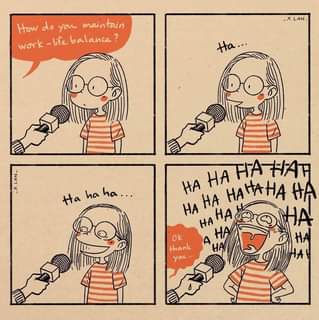 How do you maintain
work-life balance?
Ha...
Ha ha ha...
HA HA HA HAH
HA HA HA HA HA HA
HA HA HA
A HA HA
HA HA
Ok
thank
you...